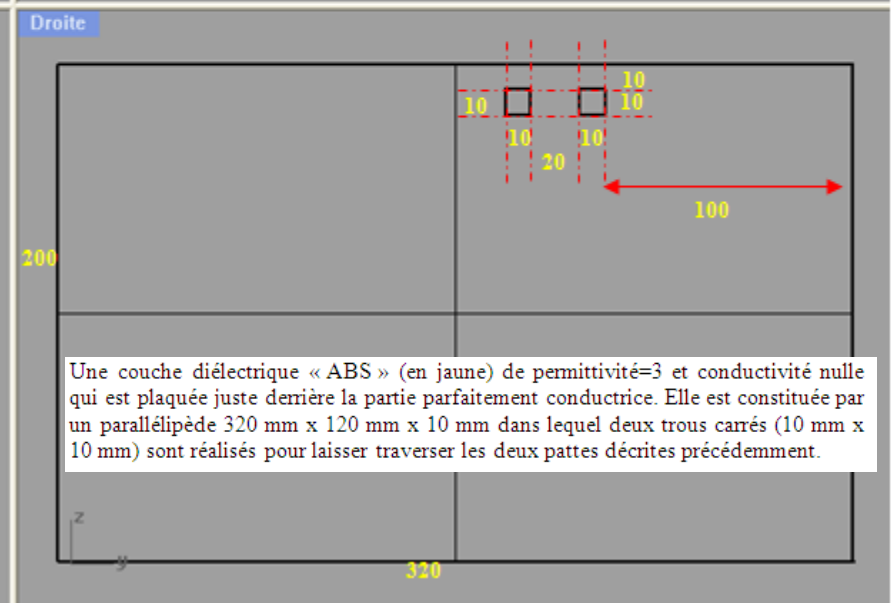 Droite
10
10 10
10 10
20
100
200
Une couche diélectrique « ABS » (en jaune) de permittivité=3 et conductivité nulle
qui est plaquée juste derrière la partie parfaitement conductrice. Elle est constituée par
un parallélipède 320 mm x 120 mm x 10 mm dans lequel deux trous carrés (10 mm x
10 mm) sont réalisés pour laisser traverser les deux pattes décrites précédemment.
z
y
320